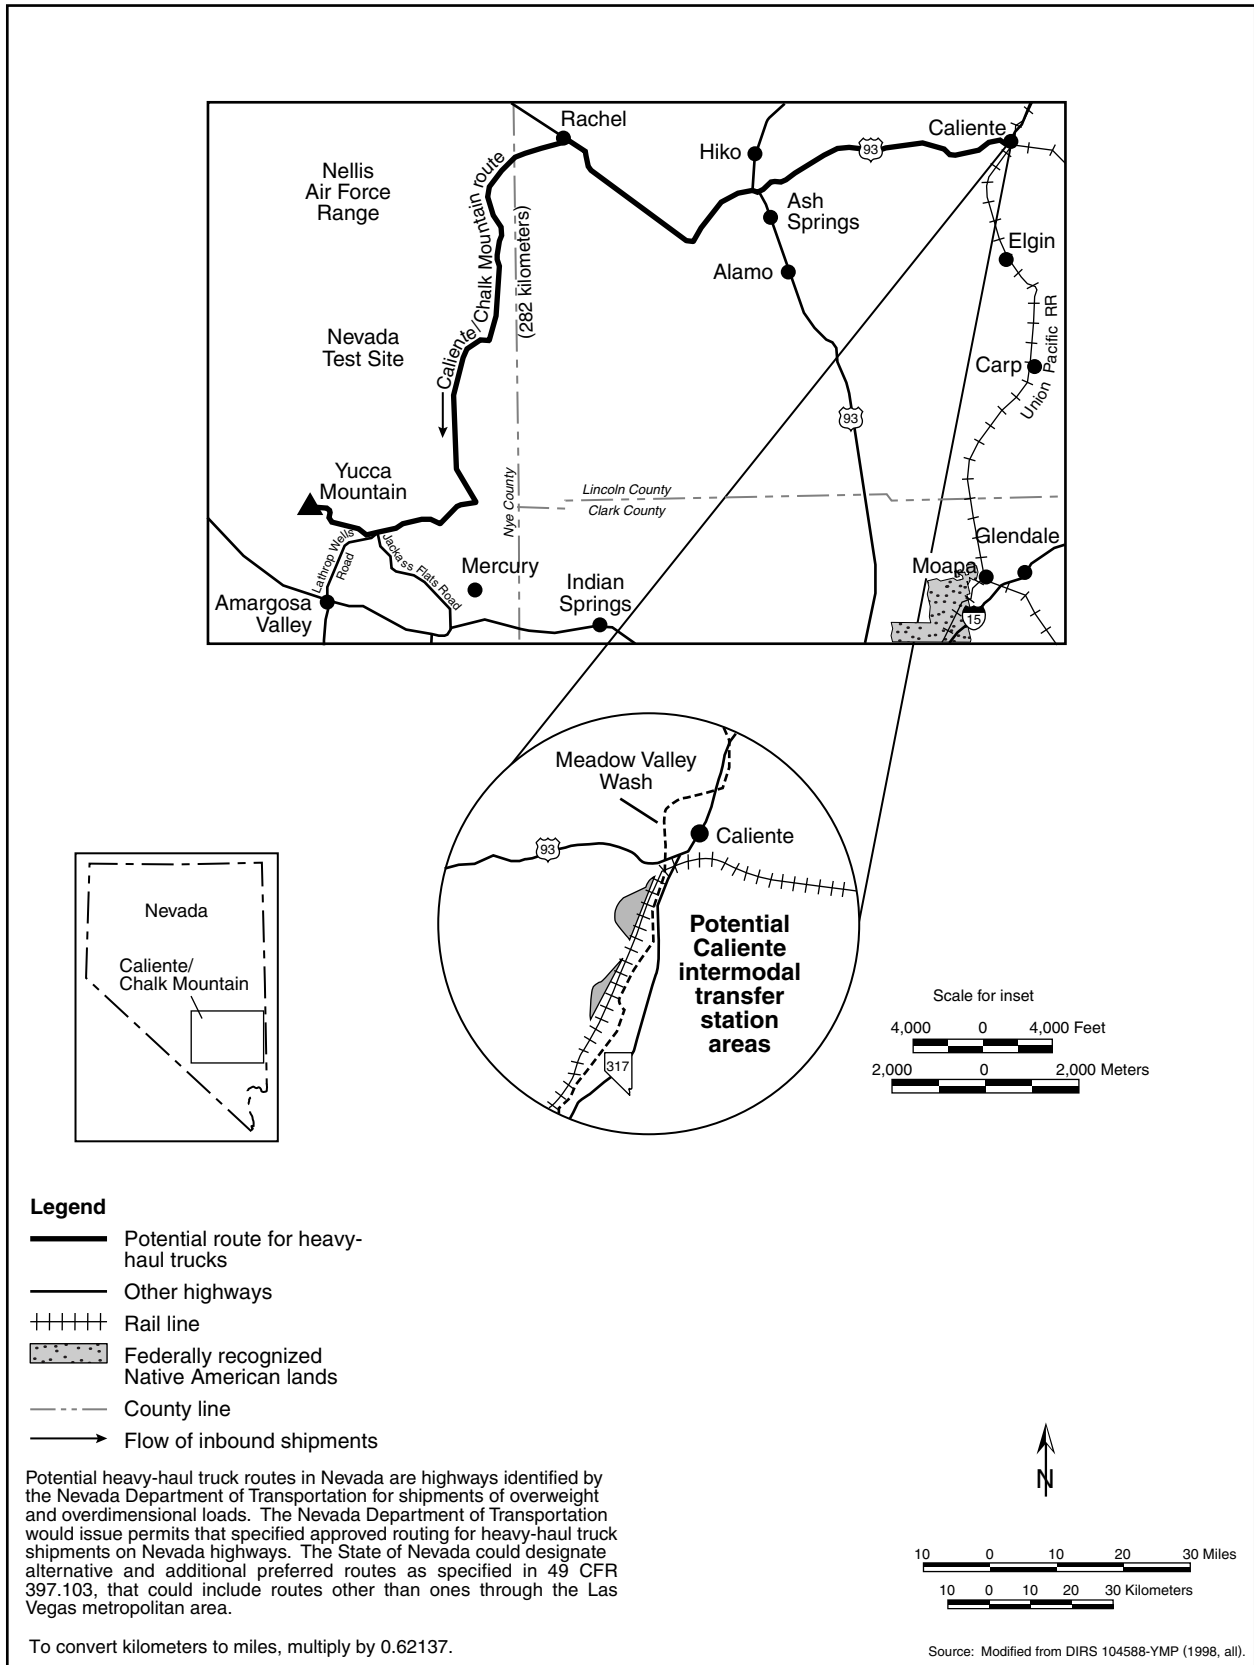 Rachel
Caliente
Hiko
93
Nellis
Air Force
Range
Ash
Springs
Caliente/Chalk Mountain route
(282 kilometers)
Elgin
Alamo
Nevada
Test Site
Carp
Union Pacific RR
93
Yucca
Mountain
Lincoln County
Clark County
Nye County
Glendale
Lathrop Wells
Road
Jackass Flats Road
Mercury
Moapa
Indian
Springs
Amargosa
Valley
15
Meadow Valley
Wash
Caliente
93
Potential
Caliente
intermodal
transfer
station
areas
317
Nevada
Caliente/
Chalk Mountain
Scale for inset
4,000 0 4,000 Feet
2,000 0 2,000 Meters
Legend
Potential route for heavy-
haul trucks
Other highways
Rail line
Federally recognized
Native American lands
County line
Flow of inbound shipments
Potential heavy-haul truck routes in Nevada are highways identified by
the Nevada Department of Transportation for shipments of overweight
and overdimensional loads. The Nevada Department of Transportation
would issue permits that specified approved routing for heavy-haul truck
shipments on Nevada highways. The State of Nevada could designate
alternative and additional preferred routes as specified in 49 CFR
397.103, that could include routes other than ones through the Las
Vegas metropolitan area.
To convert kilometers to miles, multiply by 0.62137.
N
10 0 10 20 30 Miles
10 0 10 20 30 Kilometers
Source: Modified from DIRS 104588-YMP (1998, all).